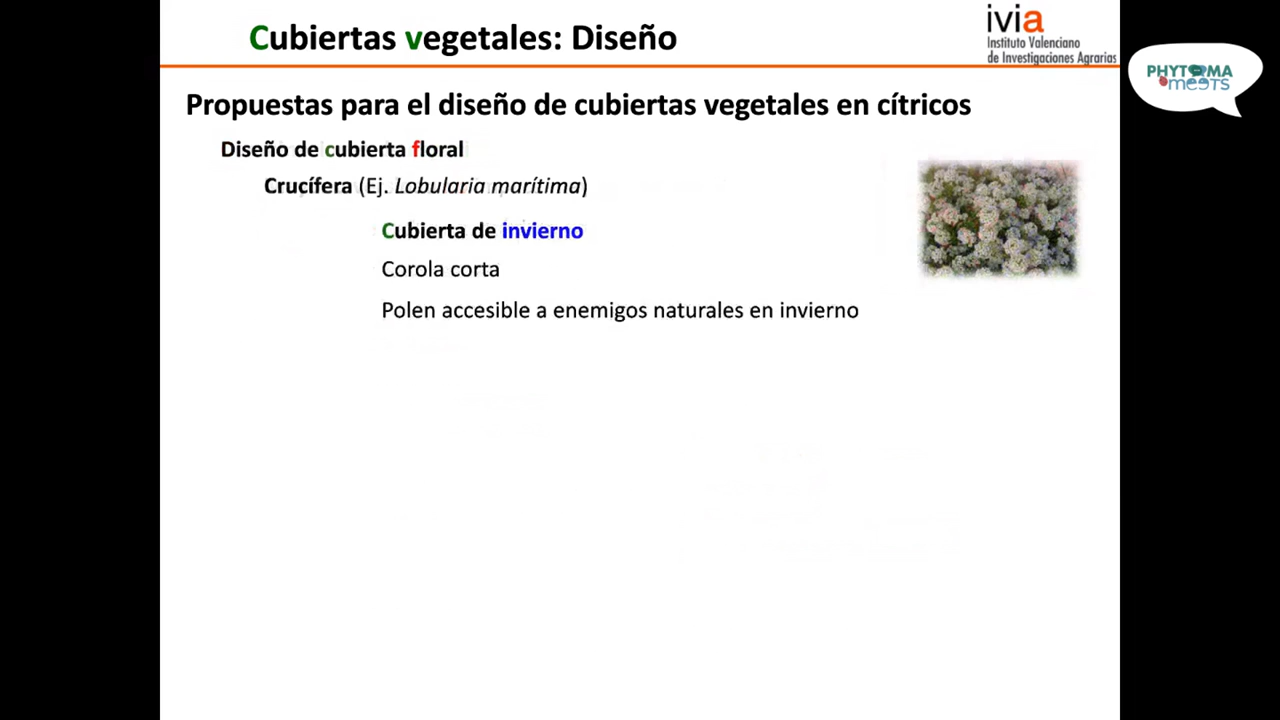 Cubiertas vegetales: Diseño
ivia
Instituto Valenciano
de Investigaciones Agrarias
PHYTOMA
meets
Propuestas para el diseño de cubiertas vegetales en cítricos
Diseño de cubierta floral
Crucífera (Ej. Lobularia marítima)
Cubierta de invierno
Corola corta
Polen accesible a enemigos naturales en invierno